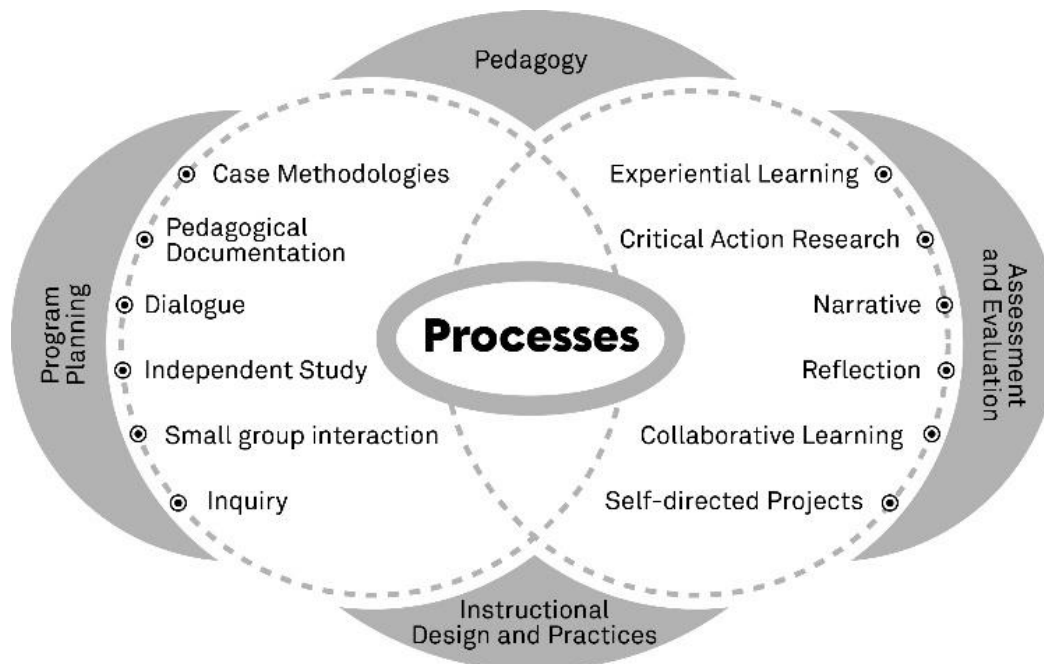 Pedagogy
Case Methodologies
Pedagogical
Documentation
Dialogue
Independent Study
Small group interaction
Inquiry
Program
Planning
Processes
Experiential Learning
Critical Action Research
Narrative
Reflection
Collaborative Learning
Self-directed Projects
Assessment
and Evaluation
Instructional
Design and Practices